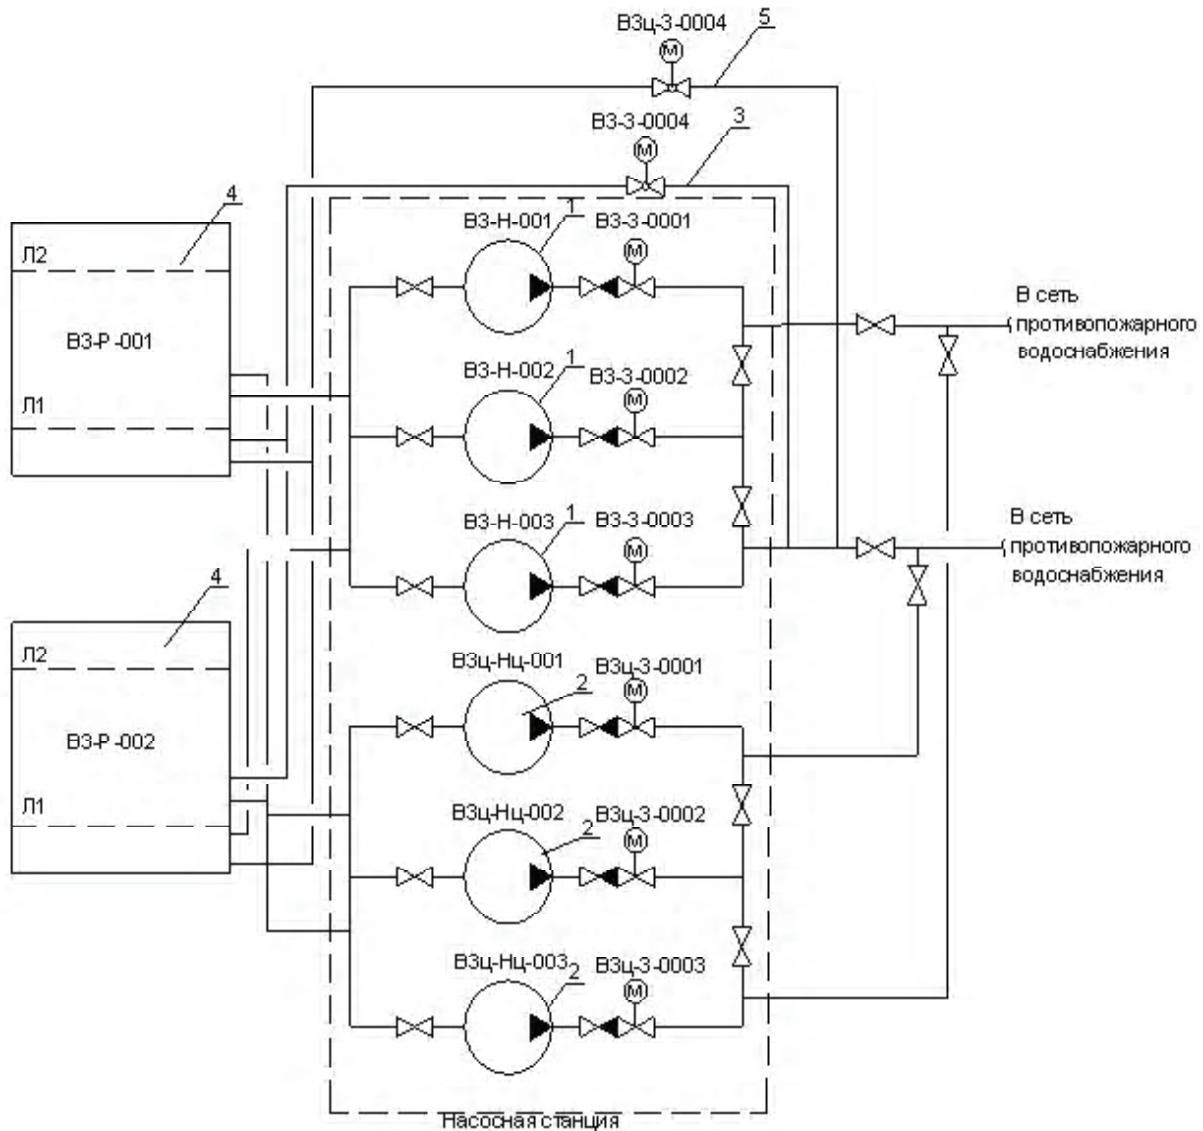 ВЗц-З-0004
5
М
ВЗ-З-0004
3
М
4
ВЗ-Н-001
1
ВЗ-З-0001
М
Л2
ВЗ-Р-001
Л1
В сеть
противопожарного
водоснабжения
ВЗ-Н-002
1
ВЗ-З-0002
М
ВЗ-Н-003
1
ВЗ-З-0003
М
В сеть
противопожарного
водоснабжения
4
Л2
ВЗ-Р-002
Л1
ВЗц-Нц-001
2
ВЗц-З-0001
М
ВЗц-Нц-002
2
ВЗц-З-0002
М
ВЗц-Нц-003
2
ВЗц-З-0003
М
Насосная станция